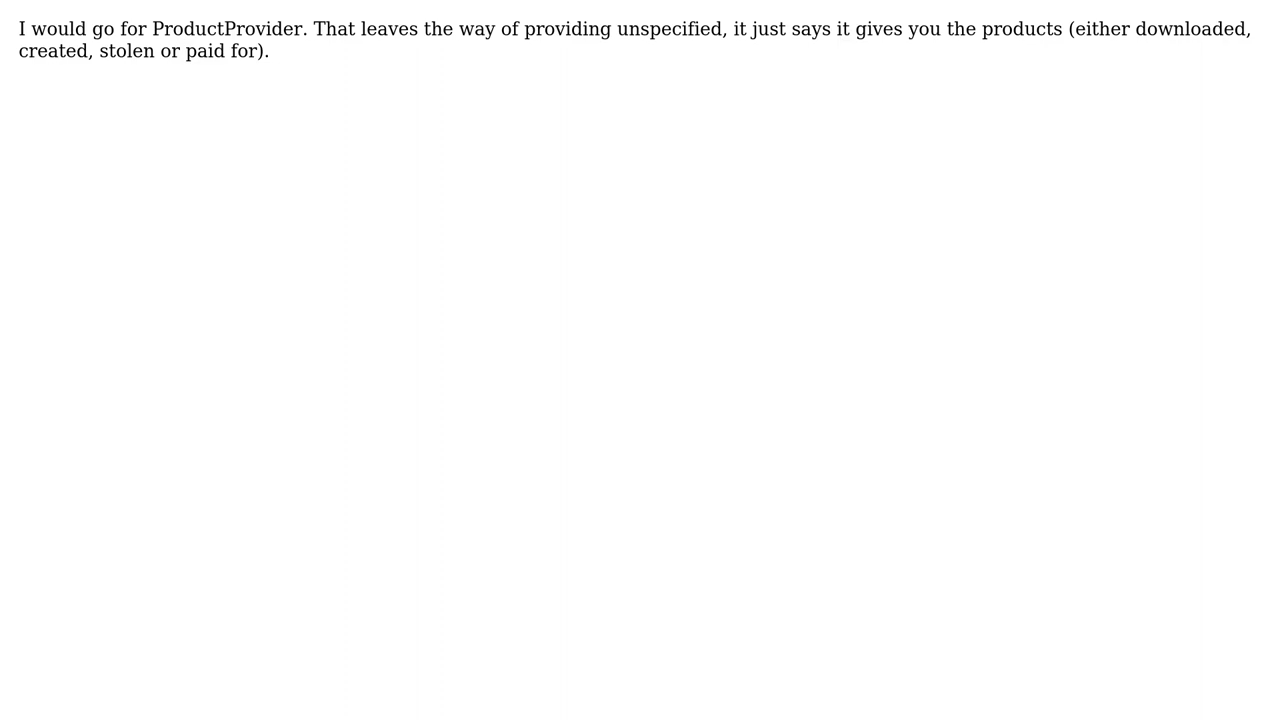 I would go for ProductProvider. That leaves the way of providing unspecified, it just says it gives you the products (either downloaded,
created, stolen or paid for).